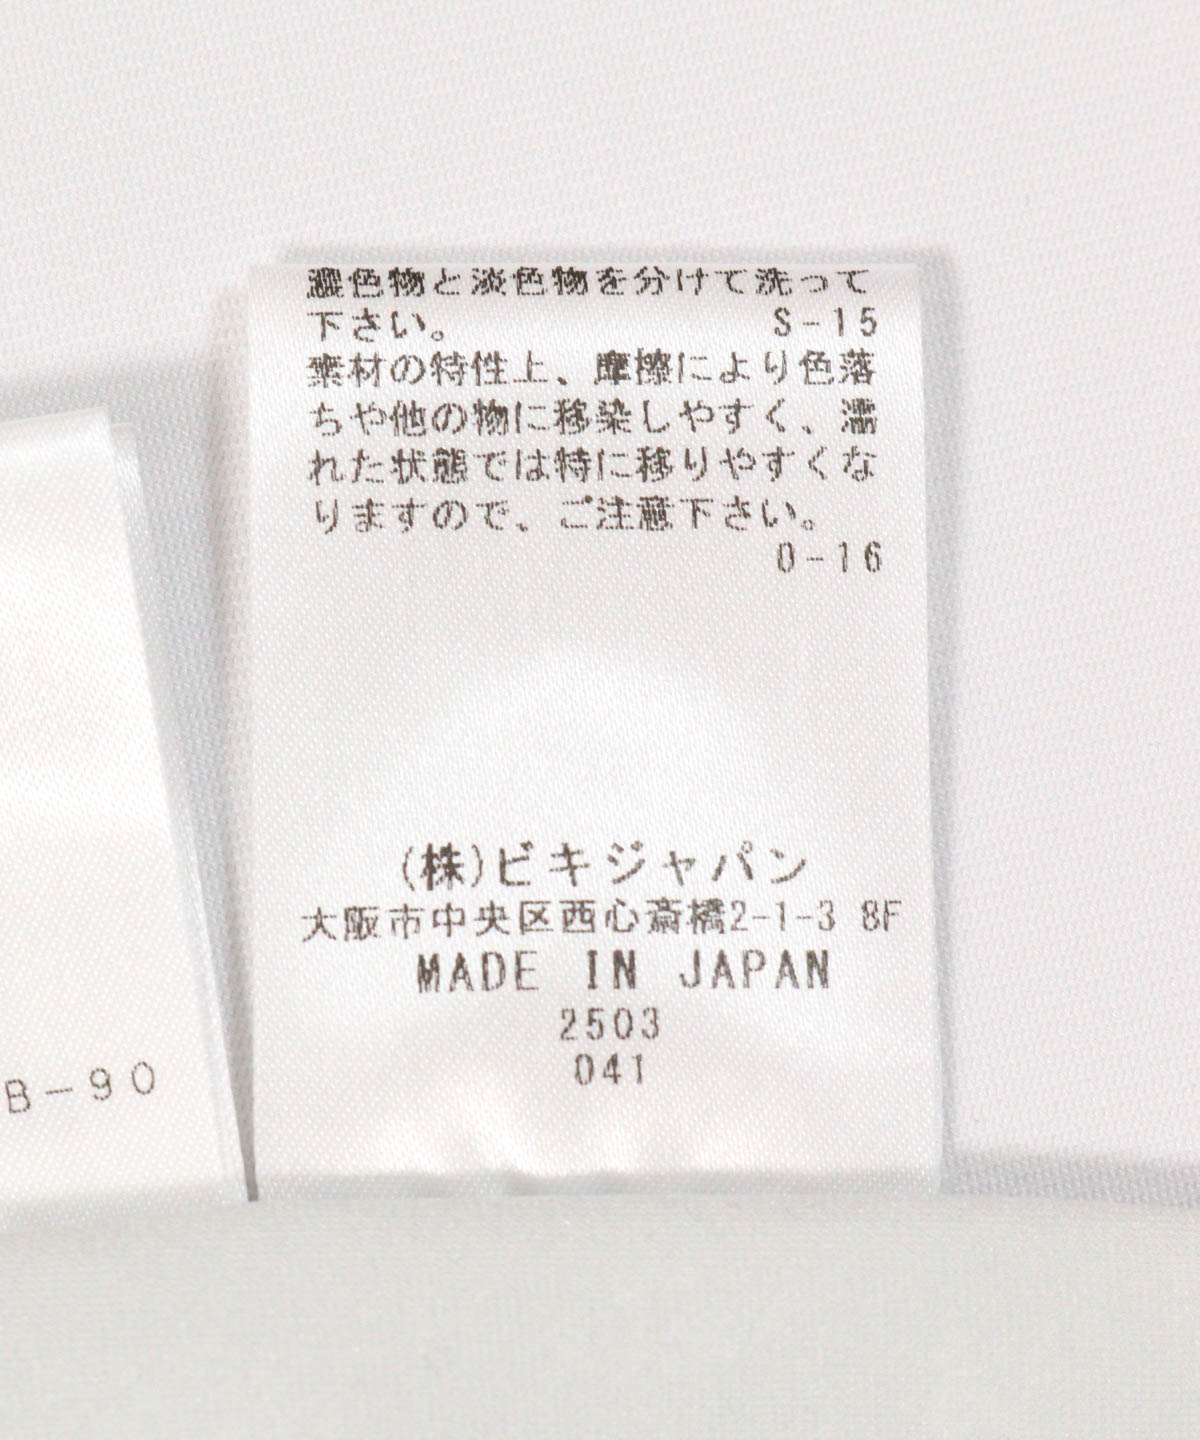 濃色物と淡色物を分けて洗って
下さい。 S-15
素材の特性上、摩擦により色落
ちや他の物に移染しやすく、濡
れた状態では特に移りやすくな
りますので、ご注意下さい。
0-16
(株)ビキジャパン
大阪市中央区西心斎橋2-1-3 8F
MADE IN JAPAN
2503
041
B-90